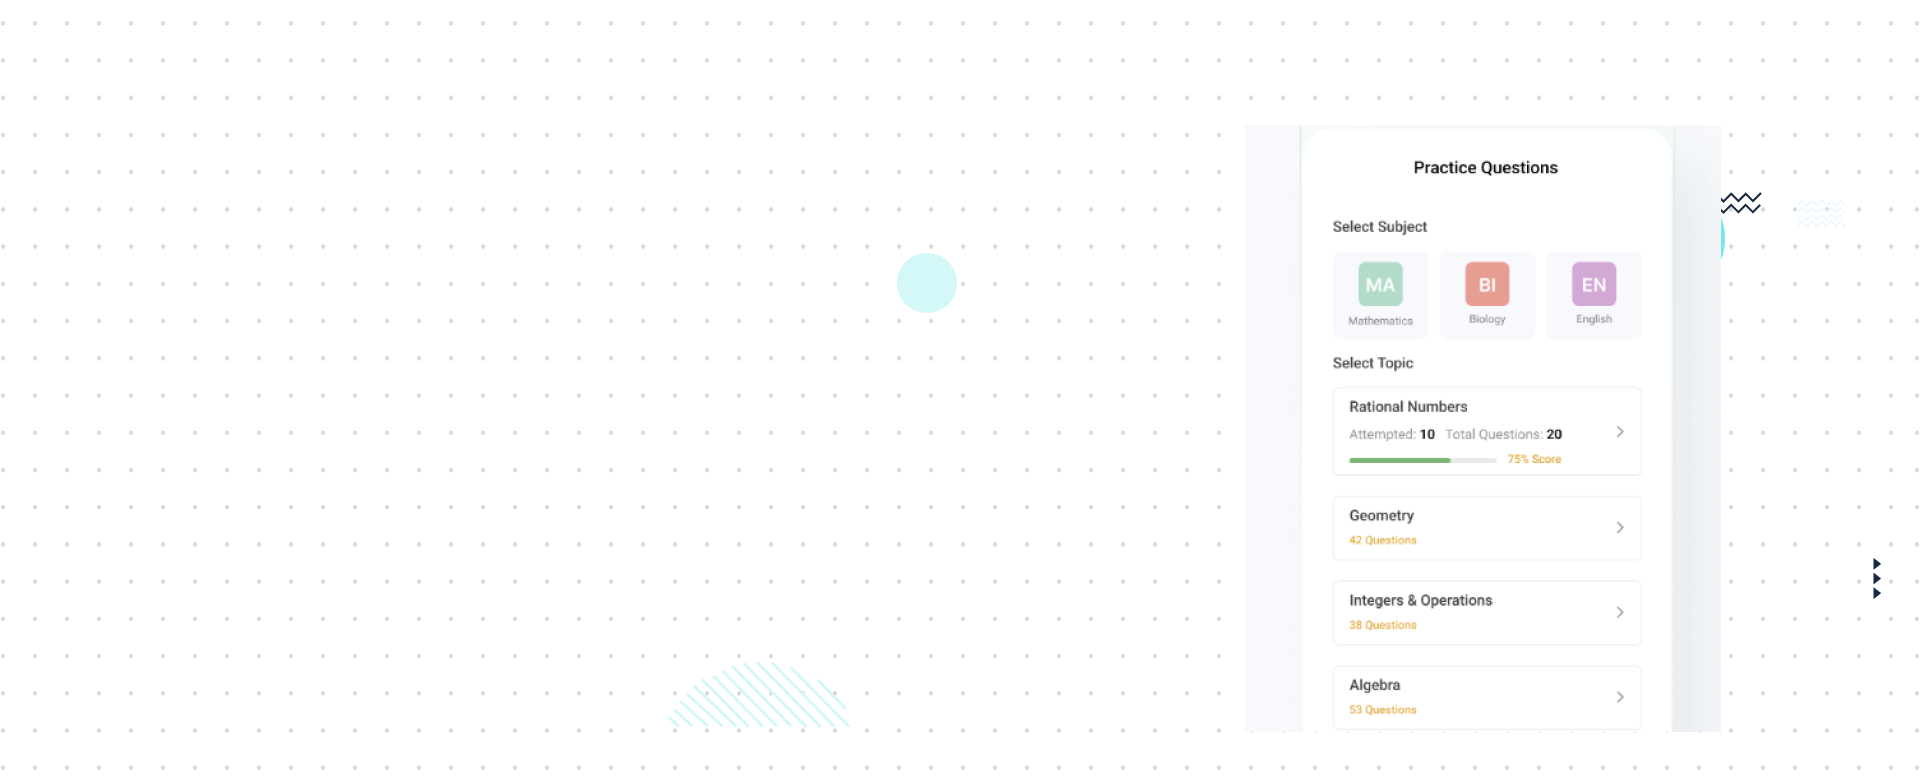 Practice Questions
Select Subject
MA BI EN
Mathematics Biology English
Select Topic
Rational Numbers
Attempted: 10 Total Questions: 20
75% Score
Geometry
42 Questions
Integers & Operations
38 Questions
Algebra
53 Questions